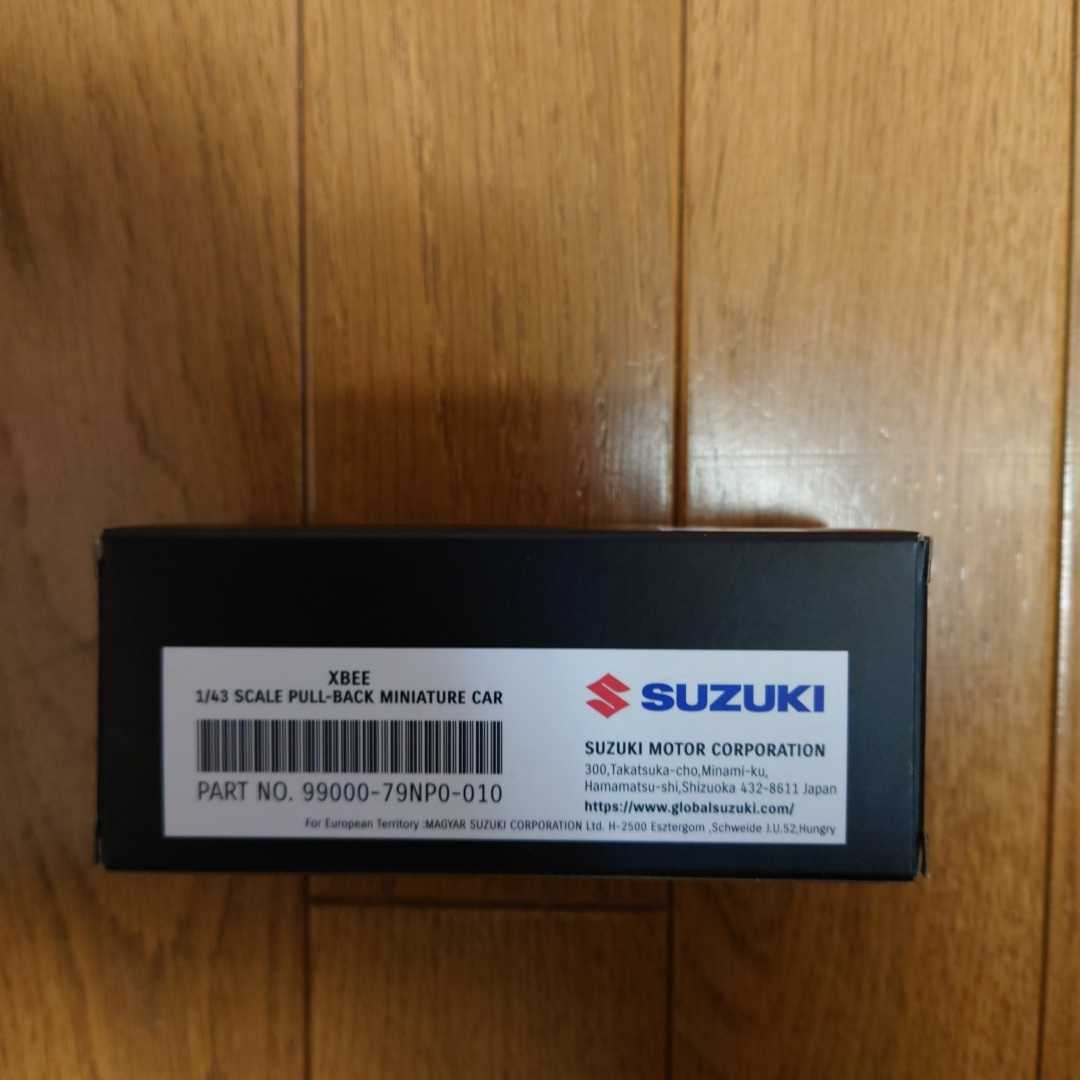 XBEE
1/43 SCALE PULL-BACK MINIATURE CAR
PART NO. 99000-79NP0-010
SUZUKI
SUZUKI MOTOR CORPORATION
300,Takatsuka-cho,Minami-ku,
Hamamatsu-shi,Shizuoka 432-8611 Japan
https://www.globalsuzuki.com/
For European Territory :MAGYAR SUZUKI CORPORATION Ltd. H-2500 Esztergom ,Schweide J.U.52,Hungry